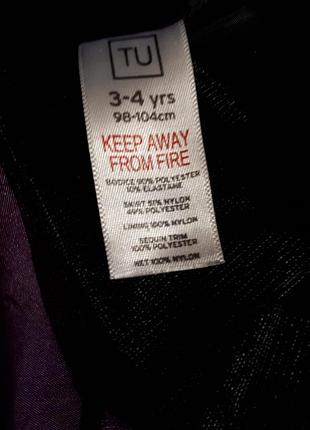 TU
3-4 yrs
98-104cm
KEEP AWAY
FROM FIRE
BODICE 90% POLYESTER
10% ELASTANE
SKIRT 51% NYLON
49% POLYESTER
LINING 100% NYLON
SEQUIN TRIM
100% POLYESTER
NET 100% NYLON